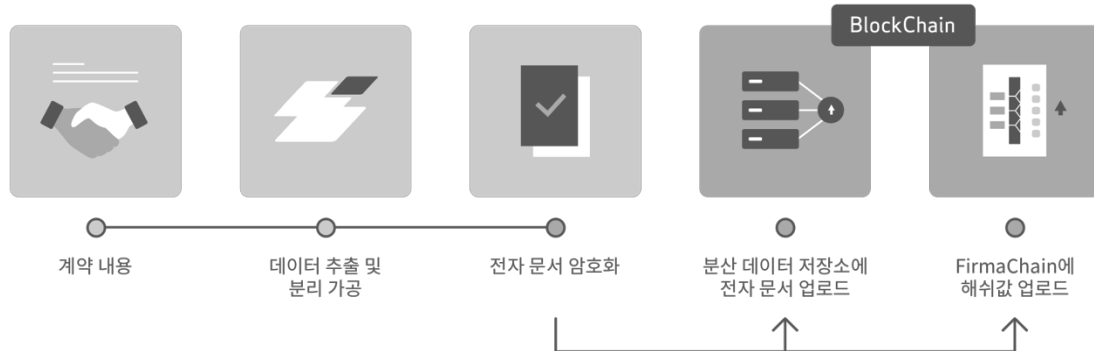 BlockChain
계약 내용
데이터 추출 및
분리 가공
전자 문서 암호화
분산 데이터 저장소에
전자 문서 업로드
FirmaChain에
해쉬값 업로드